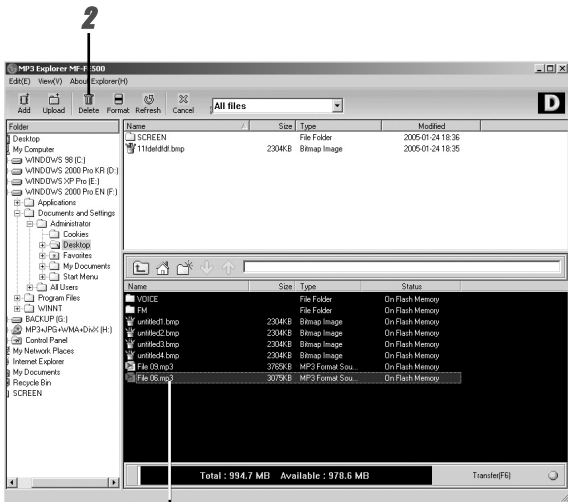 2
MP3 Explorer MF-FE500
Edit(E) View(V) About Explorer(H)
Add Upload Delete Format Refresh Cancel All files D
Folder
Desktop
My Computer
WINDOWS 98 (C:)
WINDOWS 2000 Pro KR (D:)
WINDOWS XP Pro (E:)
WINDOWS 2000 Pro EN (F:)
Applications
Documents and Settings
Administrator
Cookies
Desktop
Favorites
My Documents
Start Menu
All Users
Program Files
WINNT
BACKUP (G:)
MP3+JPG+WMA+DivX (H:)
Control Panel
My Network Places
Internet Explorer
My Documents
Recycle Bin
SCREEN
Name Size Type Modified
SCREEN File Folder 2005-01-24 18:36
2304KB Bitmap Image 2005-01-24 18:35
Name Size Type Status
VOICE File Folder On Flash Memory
FM File Folder On Flash Memory
untitled1.bmp 2304KB Bitmap Image On Flash Memory
untitled2.bmp 2304KB Bitmap Image On Flash Memory
untitled3.bmp 2304KB Bitmap Image On Flash Memory
untitled4.bmp 2304KB Bitmap Image On Flash Memory
File 09.mp3 3765KB MP3 Format Sou... On Flash Memory
File 06.mp3 3075KB MP3 Format Sou... On Flash Memory
Total : 994.7 MB Available : 978.6 MB Transfer(F6)